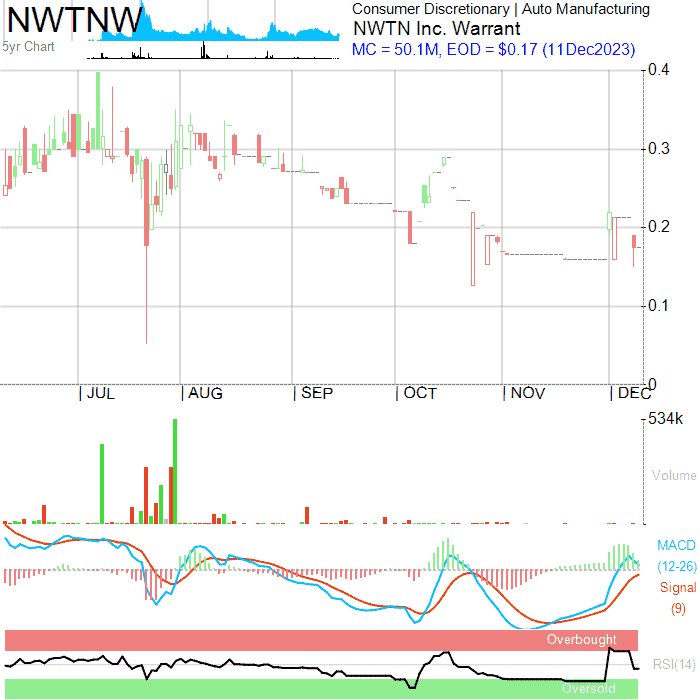 NWTNW
5yr Chart
Consumer Discretionary | Auto Manufacturing
NWTN Inc. Warrant
MC = 50.1M, EOD = $0.17 (11Dec2023)
0.4
0.3
0.2
0.1
0
| JUL | AUG | SEP | OCT | NOV | DEC
534k
Volume
MACD
(12-26)
Signal
(9)
Overbought
RSI(14)
Oversold